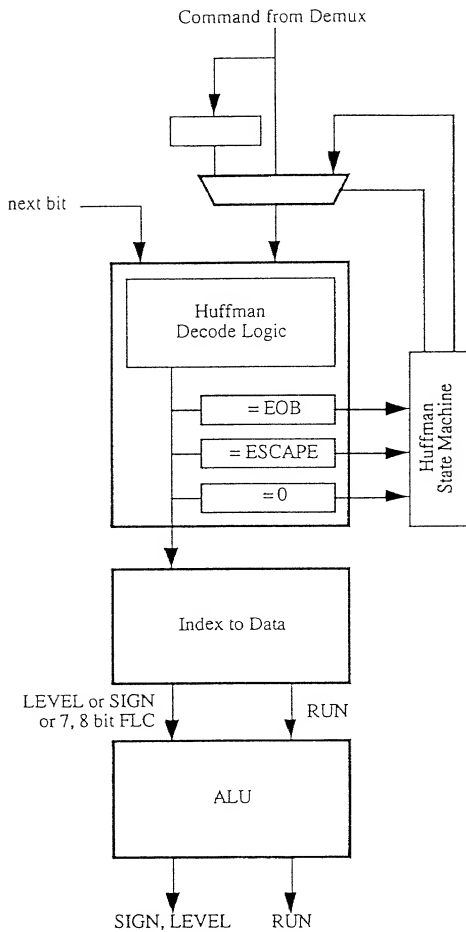 Command from Demux
next bit
Huffman
Decode Logic
= EOB
= ESCAPE
= 0
Huffman
State Machine
Index to Data
LEVEL or SIGN
or 7, 8 bit FLC
RUN
ALU
SIGN, LEVEL
RUN